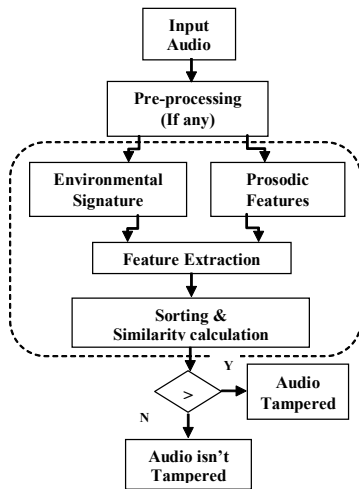 Input
Audio
Pre-processing
(If any)
Environmental
Signature
Prosodic
Features
Feature Extraction
Sorting &
Similarity calculation
Y
>
Audio
Tampered
N
Audio isn't
Tampered